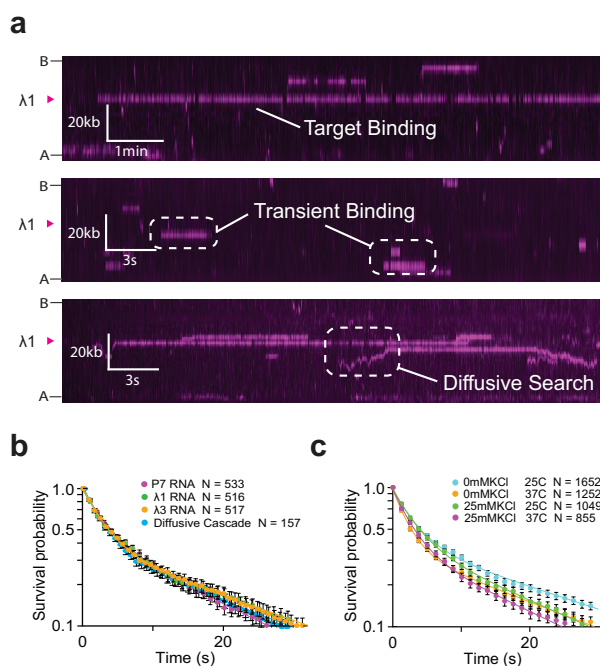 a
B
λ1
20kb
1min
Target Binding
A
B
λ1
20kb
3s
Transient Binding
A
B
λ1
20kb
3s
Diffusive Search
A
b
P7 RNA N = 533
λ1 RNA N = 516
λ3 RNA N = 517
Diffusive Cascade N = 157
Survival probability
1.0
0.5
0.1
0 20
Time (s)
c
0mMKCl 25C N = 1652
0mMKCl 37C N = 1252
25mMKCl 25C N = 1049
25mMKCl 37C N = 855
Survival probability
1.0
0.5
0.1
0 20
Time (s)